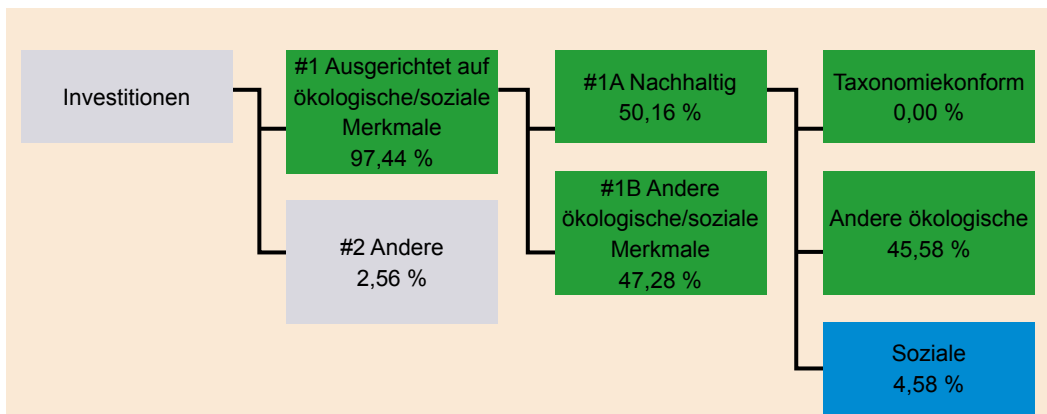 Investitionen
#1 Ausgerichtet auf
ökologische/soziale
Merkmale
97,44 %
#2 Andere
2,56 %
#1A Nachhaltig
50,16 %
#1B Andere
ökologische/soziale
Merkmale
47,28 %
Taxonomiekonform
0,00 %
Andere ökologische
45,58 %
Soziale
4,58 %